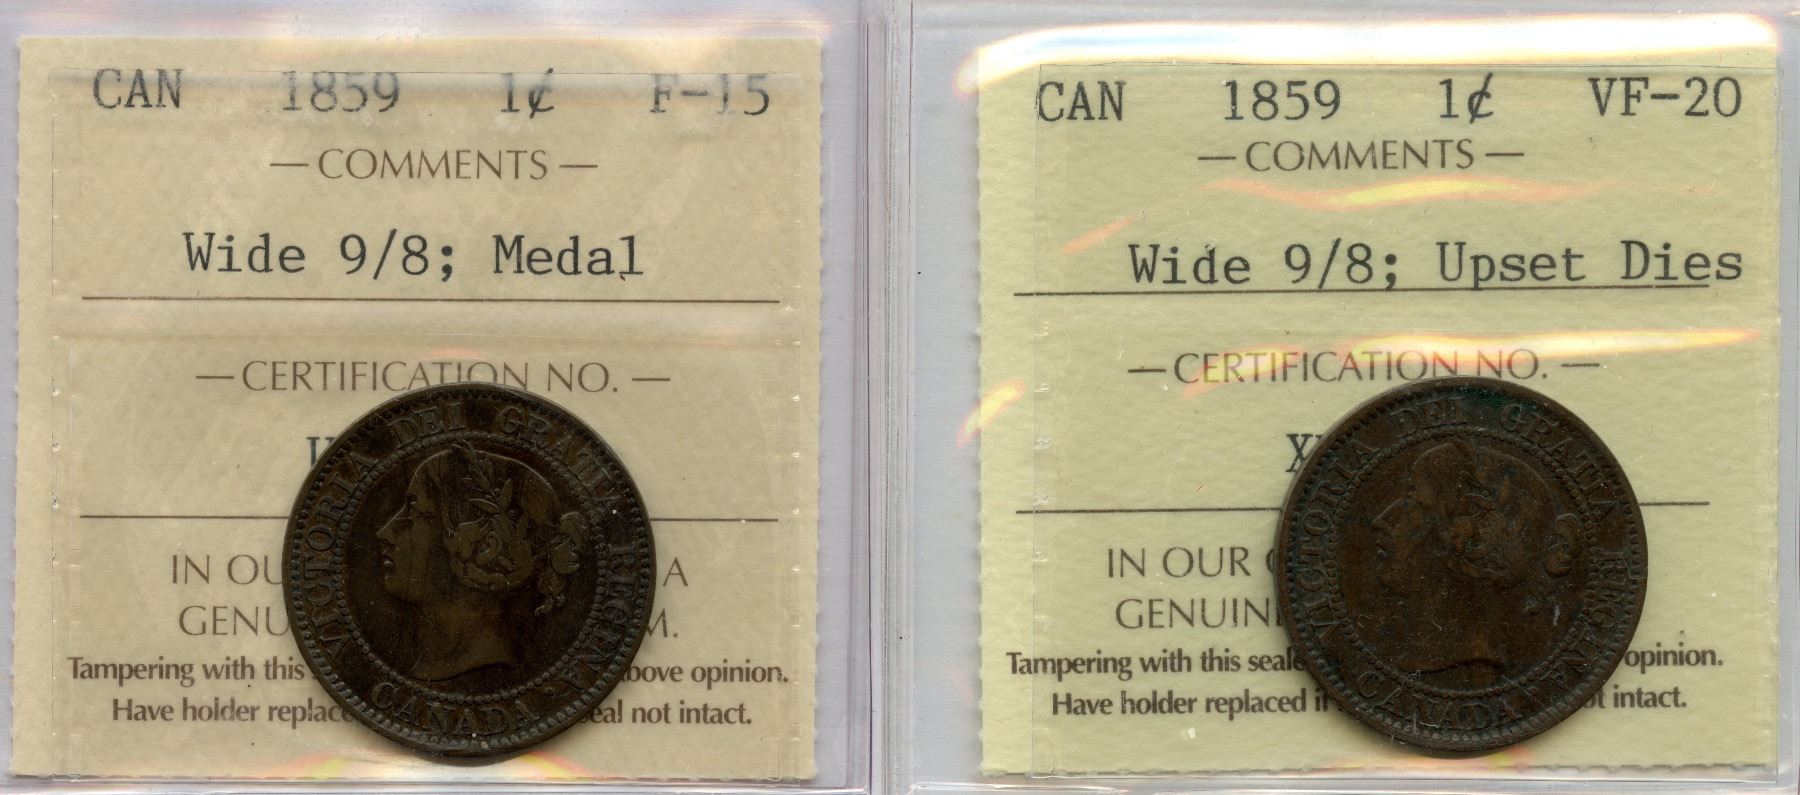 CAN 1859 1¢ F-15
— COMMENTS —
Wide 9/8; Medal
— CERTIFICATION NO. —
IN OU A
GENU M.
Tampering with this bove opinion.
Have holder replace eal not intact.
VICTORIA DEI GRATIA REGINA
CANADA
CAN 1859 1¢ VF-20
— COMMENTS —
Wide 9/8; Upset Dies
— CERTIFICATION NO. —
X
IN OUR
GENUIN
Tampering with this seal opinion.
Have holder replaced i t intact.
VICTORIA DEI GRATIA REGINA
CANADA